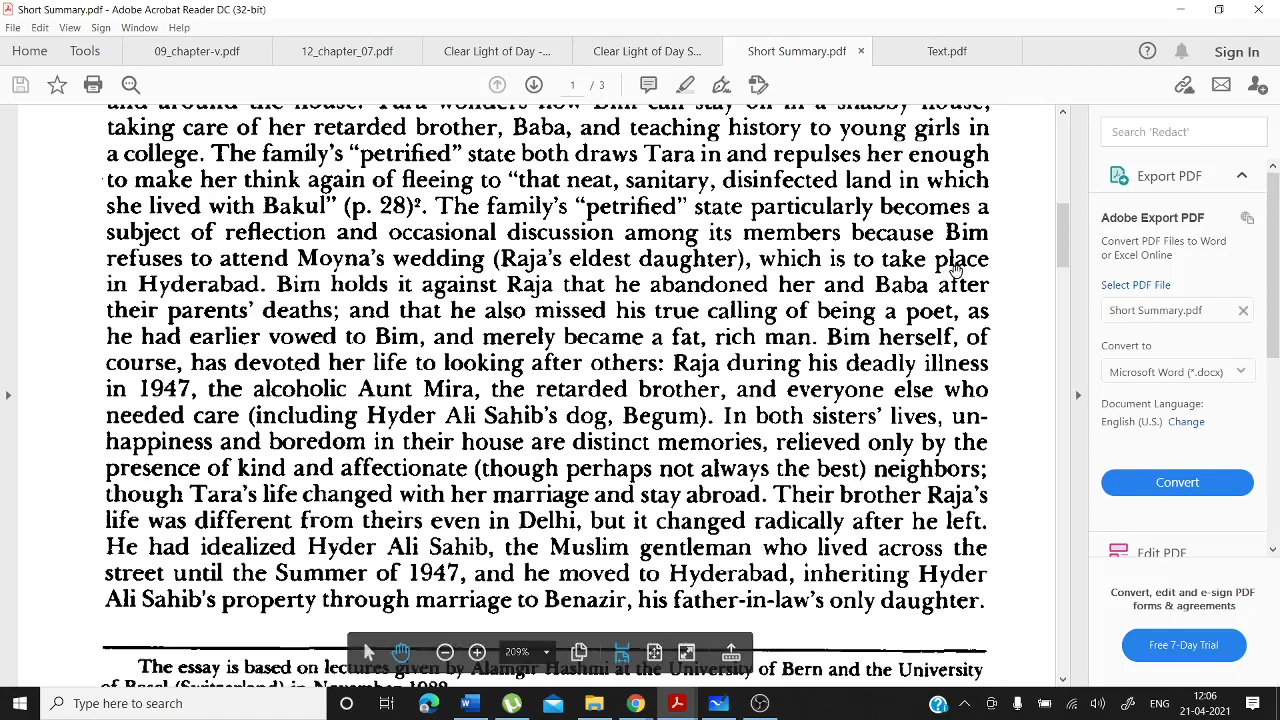 Short Summary.pdf - Adobe Acrobat Reader DC (32-bit)
File Edit View Sign Window Help
Home Tools 09_chapter-v.pdf 12_chapter_07.pdf Clear Light of Day -... Clear Light of Day S... Short Summary.pdf × Text.pdf Sign In
1 / 3
and around the house. Tara wonders how Bim can stay on in a shabby house,
taking care of her retarded brother, Baba, and teaching history to young girls in
a college. The family's "petrified" state both draws Tara in and repulses her enough
to make her think again of fleeing to "that neat, sanitary, disinfected land in which
she lived with Bakul" (p. 28)². The family's "petrified" state particularly becomes a
subject of reflection and occasional discussion among its members because Bim
refuses to attend Moyna's wedding (Raja's eldest daughter), which is to take place
in Hyderabad. Bim holds it against Raja that he abandoned her and Baba after
their parents' deaths; and that he also missed his true calling of being a poet, as
he had earlier vowed to Bim, and merely became a fat, rich man. Bim herself, of
course, has devoted her life to looking after others: Raja during his deadly illness
in 1947, the alcoholic Aunt Mira, the retarded brother, and everyone else who
needed care (including Hyder Ali Sahib's dog, Begum). In both sisters' lives, un-
happiness and boredom in their house are distinct memories, relieved only by the
presence of kind and affectionate (though perhaps not always the best) neighbors;
though Tara's life changed with her marriage and stay abroad. Their brother Raja's
life was different from theirs even in Delhi, but it changed radically after he left.
He had idealized Hyder Ali Sahib, the Muslim gentleman who lived across the
street until the Summer of 1947, and he moved to Hyderabad, inheriting Hyder
Ali Sahib's property through marriage to Benazir, his father-in-law's only daughter.
The essay is based on lectures given by Alamgir Hashmi at the University of Bern and the University
of Basel (Switzerland) in November
209%
Search 'Redact'
Export PDF
Adobe Export PDF
Convert PDF Files to Word
or Excel Online
Select PDF File
Short Summary.pdf
Convert to
Microsoft Word (*.docx)
Document Language:
English (U.S.) Change
Convert
Edit PDF
Convert, edit and e-sign PDF
forms & agreements
Free 7-Day Trial
Type here to search
ENG
12:06
21-04-2021